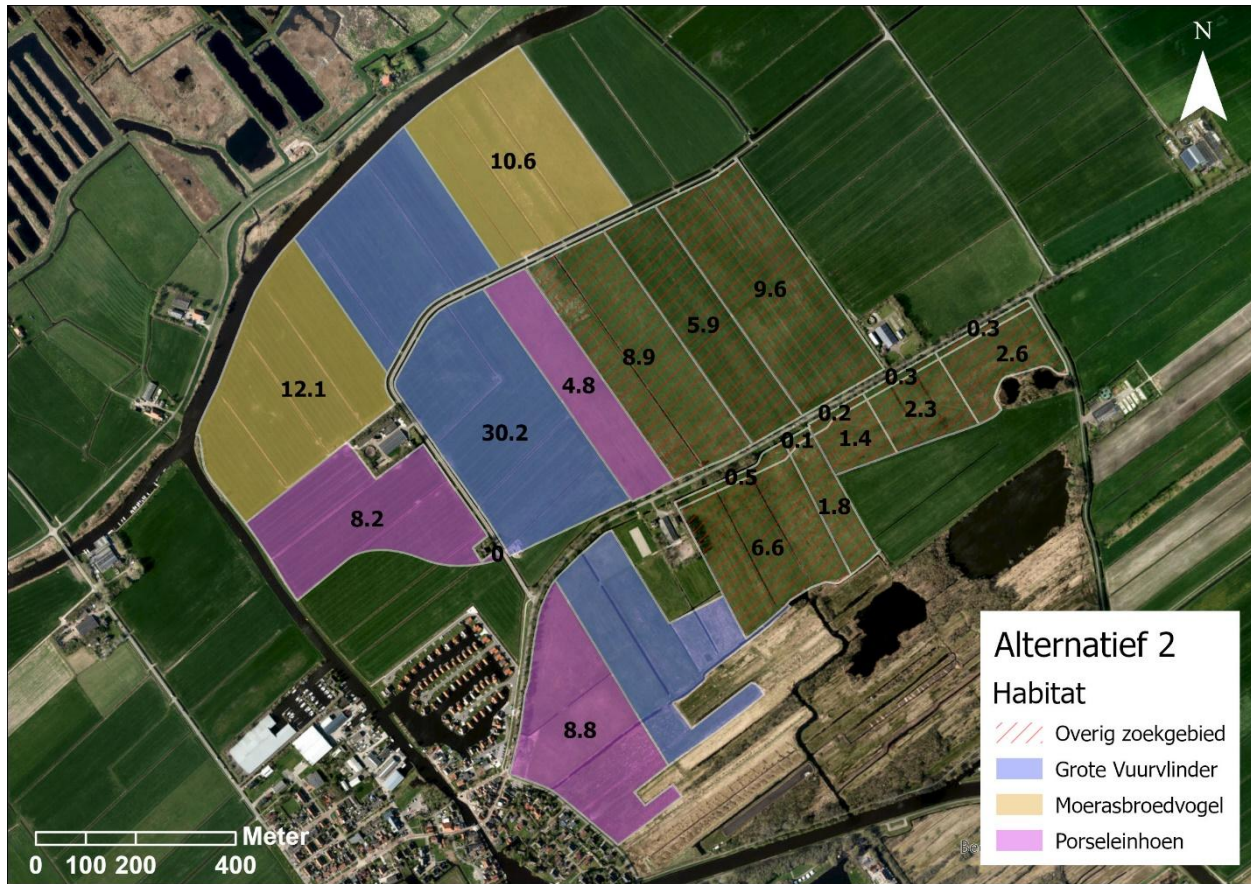 N
10.6
9.6
5.9
8.9
0.3
2.6
0.3
2.3
12.1
4.8
0.2
1.4
0.1
30.2
0.5
1.8
8.2
0
6.6
8.8
Alternatief 2
Habitat
Overig zoekgebied
Grote Vuurvlinder
Moerasbroedvogel
Porseleinhoen
Meter
0 100 200 400